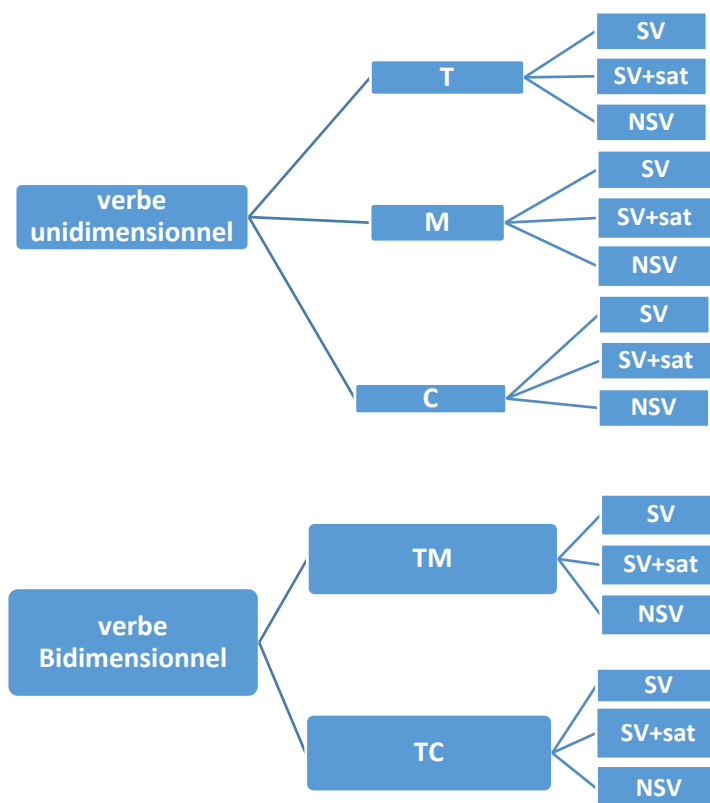 verbe
unidimensionnel
T
SV
SV+sat
NSV
M
SV
SV+sat
NSV
C
SV
SV+sat
NSV
verbe
Bidimensionnel
TM
SV
SV+sat
NSV
TC
SV
SV+sat
NSV